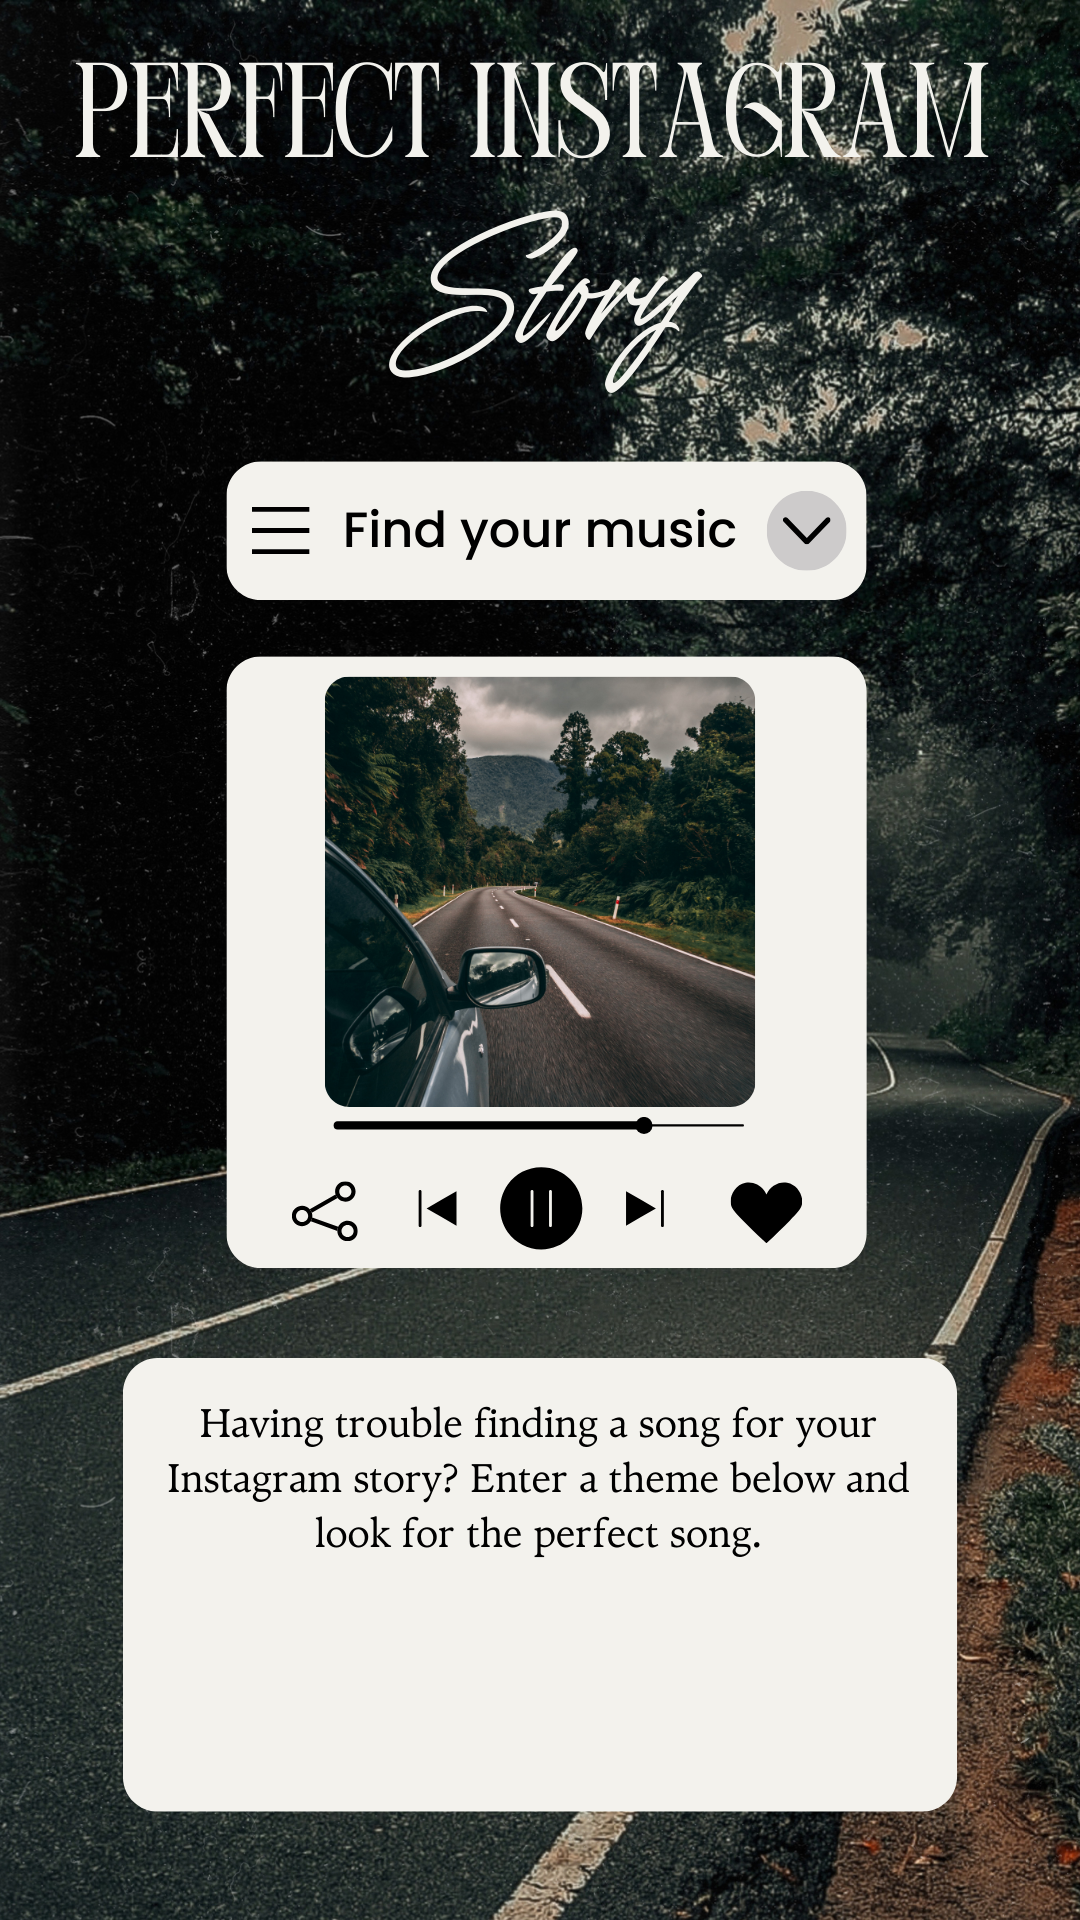 PERFECT INSTAGRAM
Story
Find your music
Having trouble finding a song for your
Instagram story? Enter a theme below and
look for the perfect song.